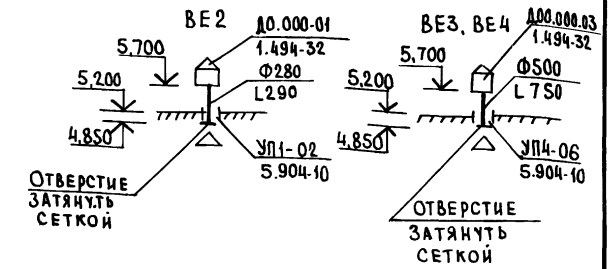 ВЕ2
Д0.000-01
1.494-32
5,700
Ф280
L290
5,200
4,850
УП1-02
5.904-10
ОТВЕРСТИЕ
ЗАТЯНУТЬ
СЕТКОЙ
ВЕ3, ВЕ4
Д00.000.03
1.494-32
5,700
Ф500
L750
5,200
4,850
УП4-06
5.904-10
ОТВЕРСТИЕ
ЗАТЯНУТЬ
СЕТКОЙ